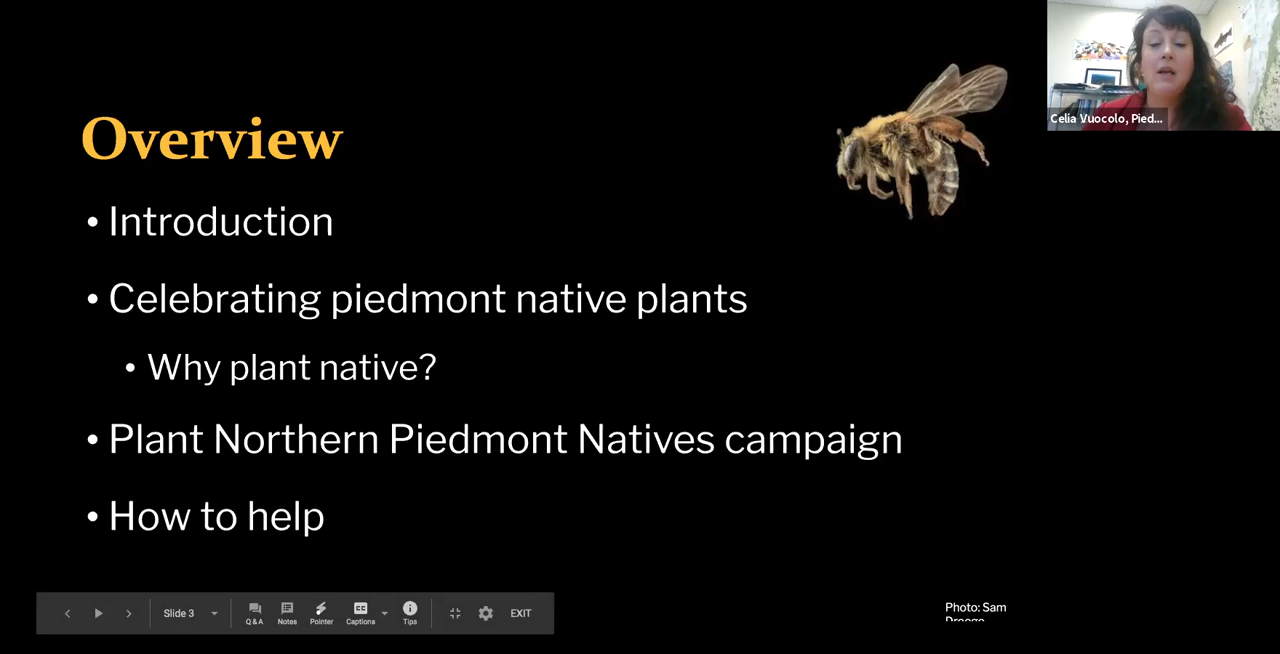 Overview
• Introduction
• Celebrating piedmont native plants
• Why plant native?
• Plant Northern Piedmont Natives campaign
• How to help
Celia Vuocolo, Pied...
Slide 3
Q & A
Notes
Pointer
CC
Captions
Tips
EXIT
Photo: Sam